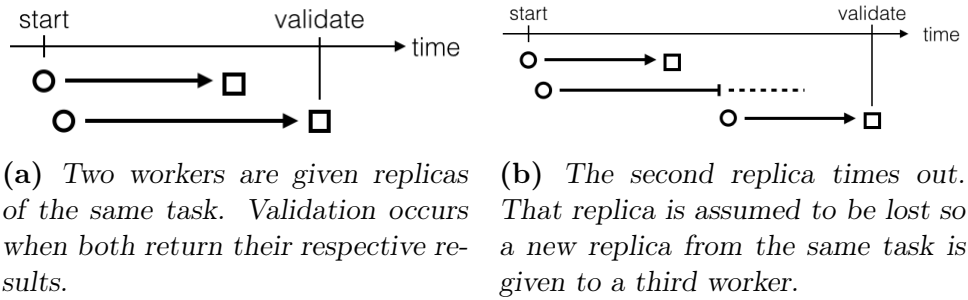 start validate
time
(a) Two workers are given replicas
of the same task. Validation occurs
when both return their respective re-
sults.
start validate
time
(b) The second replica times out.
That replica is assumed to be lost so
a new replica from the same task is
given to a third worker.